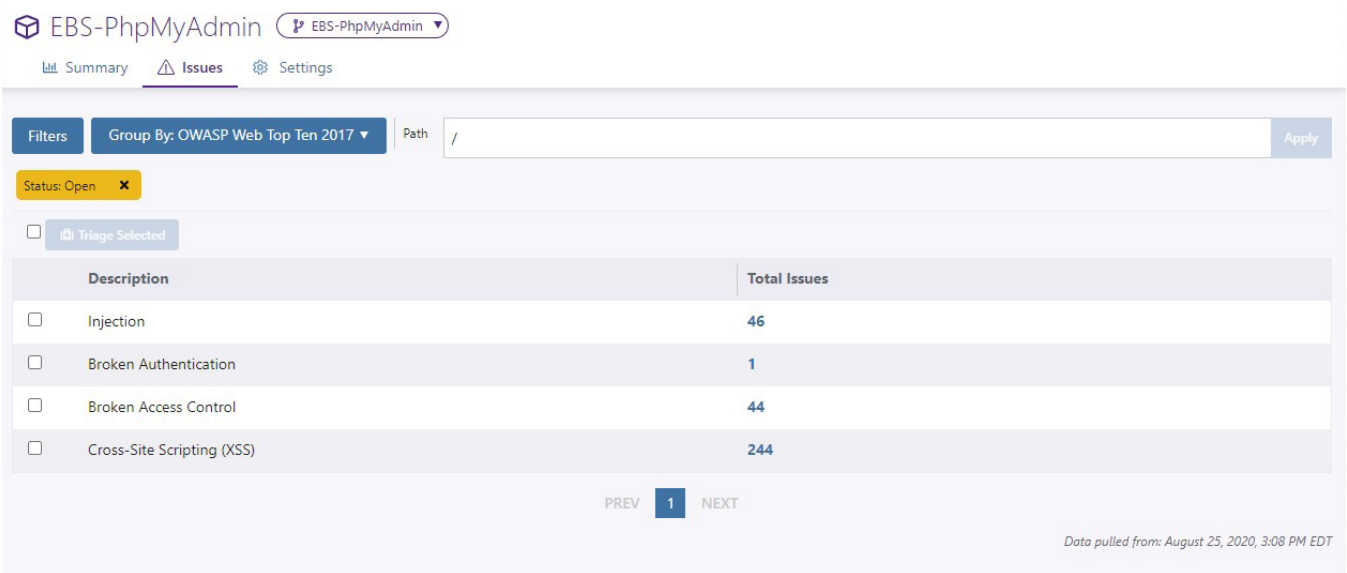 EBS-PhpMyAdmin EBS-PhpMyAdmin
Summary Issues Settings
Filters Group By: OWASP Web Top Ten 2017 Path / Apply
Status: Open
Triage Selected
Description Total Issues
Injection 46
Broken Authentication 1
Broken Access Control 44
Cross-Site Scripting (XSS) 244
PREV 1 NEXT
Data pulled from: August 25, 2020, 3:08 PM EDT